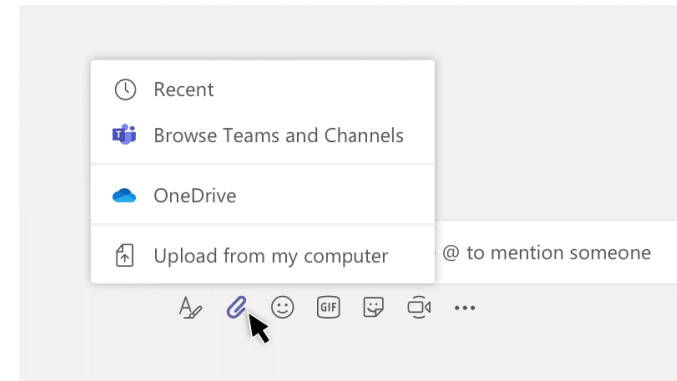 Recent
Browse Teams and Channels
OneDrive
Upload from my computer
@ to mention someone
GIF